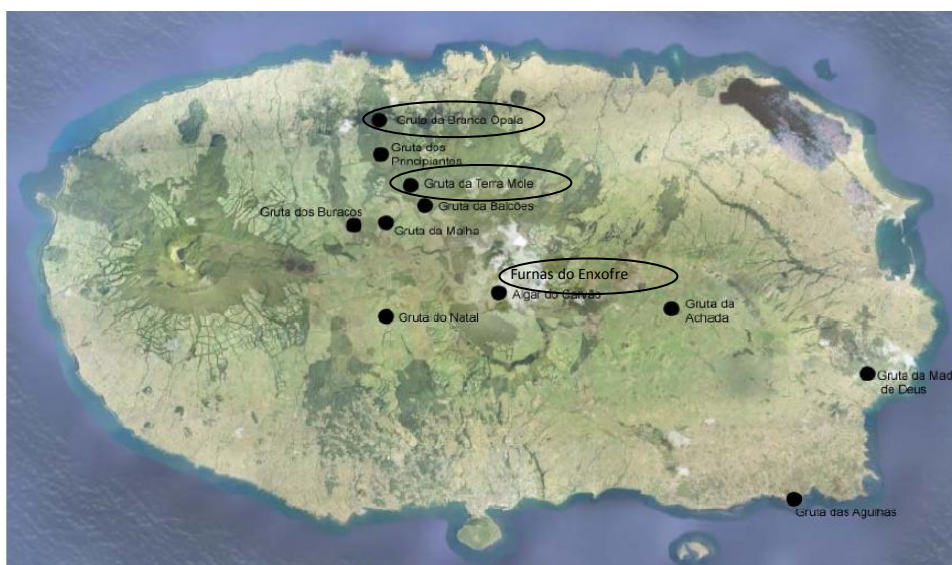 Gruta da Branca Opala
Gruta dos
Principiantes
Gruta da Terra Mole
Gruta da Balcões
Gruta dos Buracos
Gruta da Malha
Furnas do Enxofre
Algar do Carvão
Gruta do Natal
Gruta da
Achada
Gruta da Mad
de Deus
Gruta das Agulhas